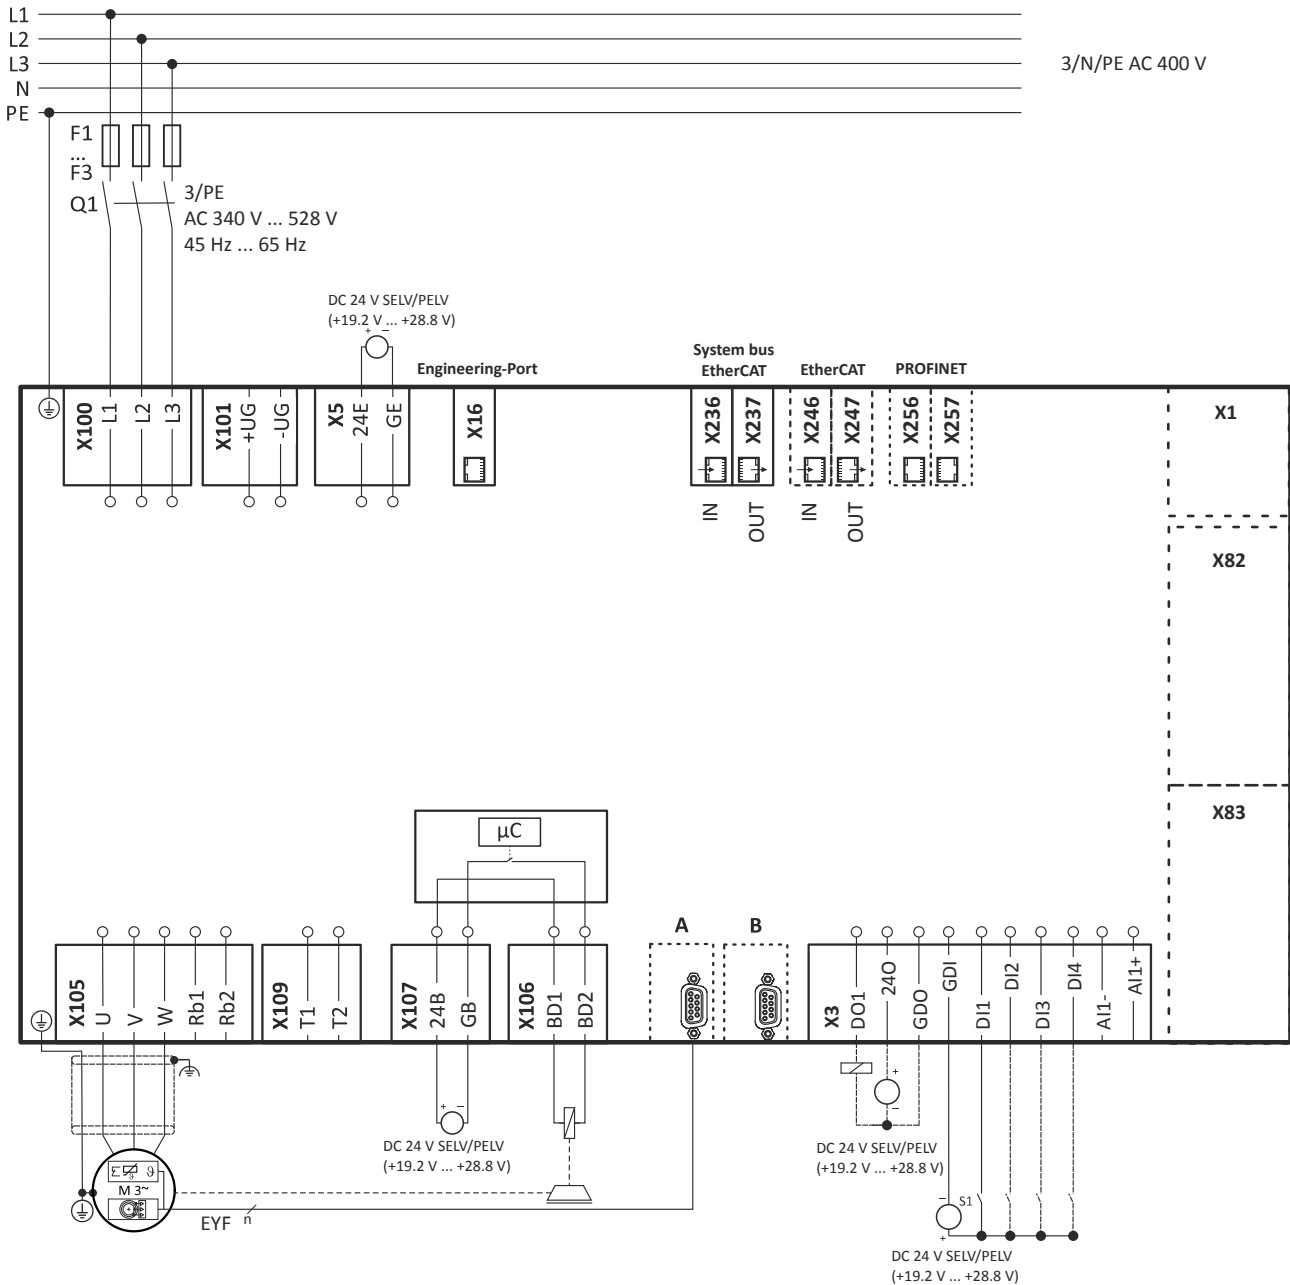 L1
L2
L3
N
PE
3/N/PE AC 400 V
F1
...
F3
Q1
3/PE
AC 340 V ... 528 V
45 Hz ... 65 Hz
DC 24 V SELV/PELV
(+19.2 V ... +28.8 V)
+ −
Engineering-Port
System bus
EtherCAT
EtherCAT
PROFINET
X100
L1
L2
L3
X101
+UG
-UG
X5
24E
GE
X16
X236
X237
X246
X247
X256
X257
IN
OUT
IN
OUT
X1
X82
X83
µC
A
B
X105
U
V
W
Rb1
Rb2
X109
T1
T2
X107
24B
GB
X106
BD1
BD2
X3
DO1
24O
GDO
GDI
DI1
DI2
DI3
DI4
AI1-
AI1+
+ −
DC 24 V SELV/PELV
(+19.2 V ... +28.8 V)
+
−
DC 24 V SELV/PELV
(+19.2 V ... +28.8 V)
ϑ
M 3~
EYF
n
−
S1
+
DC 24 V SELV/PELV
(+19.2 V ... +28.8 V)